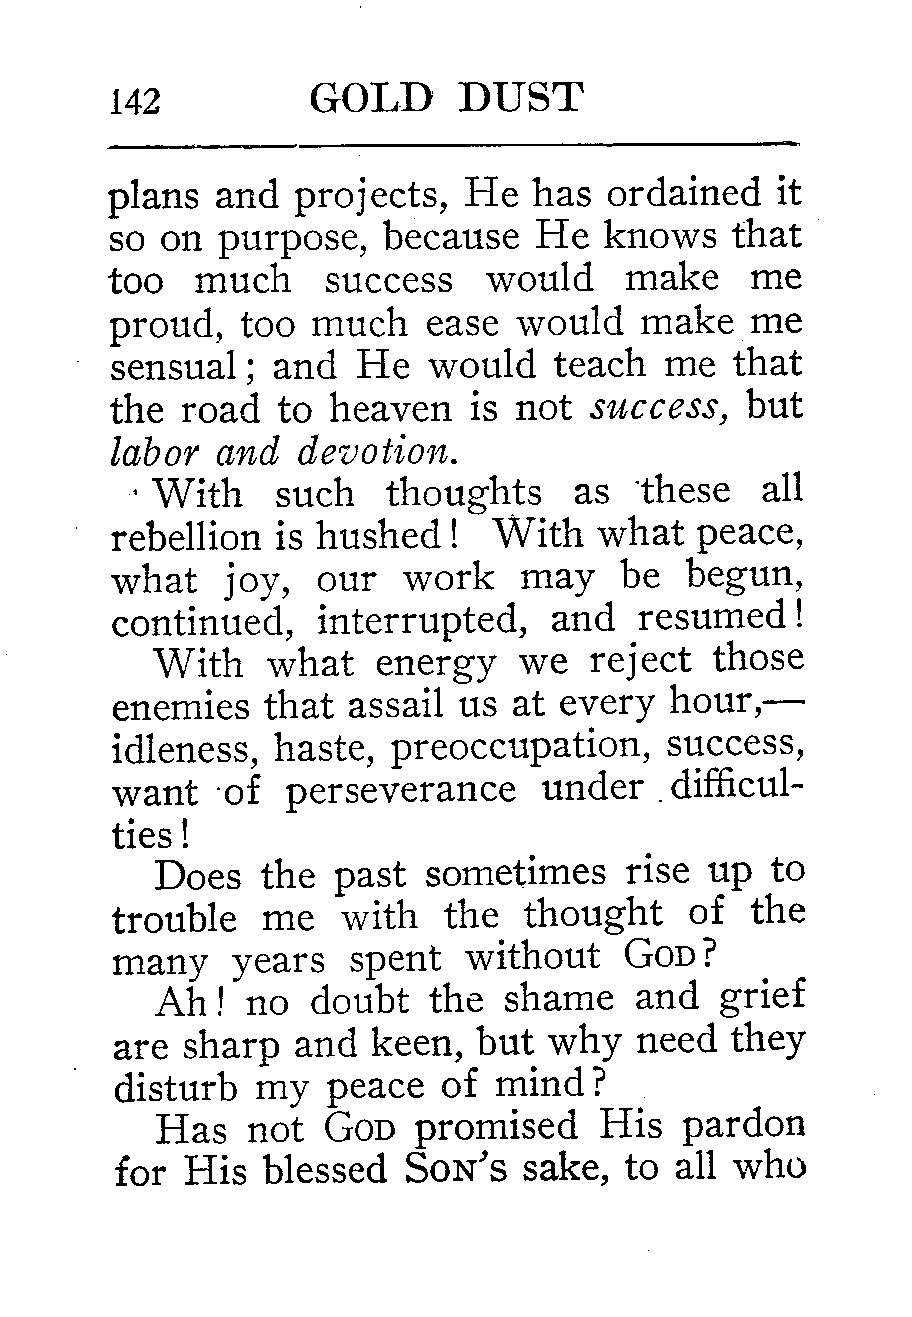 142 GOLD DUST
plans and projects, He has ordained it
so on purpose, because He knows that
too much success would make me
proud, too much ease would make me
sensual; and He would teach me that
the road to heaven is not success, but
labor and devotion.
With such thoughts as these all
rebellion is hushed! With what peace,
what joy, our work may be begun,
continued, interrupted, and resumed!
With what energy we reject those
enemies that assail us at every hour,—
idleness, haste, preoccupation, success,
want of perseverance under difficul-
ties!
Does the past sometimes rise up to
trouble me with the thought of the
many years spent without GOD?
Ah! no doubt the shame and grief
are sharp and keen, but why need they
disturb my peace of mind?
Has not GOD promised His pardon
for His blessed SON'S sake, to all who